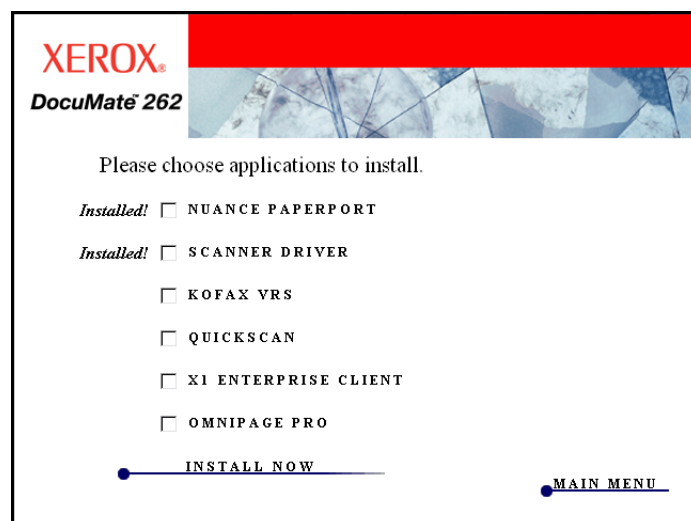 XEROX®
DocuMate™ 262
Please choose applications to install.
Installed! NUANCE PAPERPORT
Installed! SCANNER DRIVER
KOFAX VRS
QUICKSCAN
X1 ENTERPRISE CLIENT
OMNIPAGE PRO
INSTALL NOW
MAIN MENU